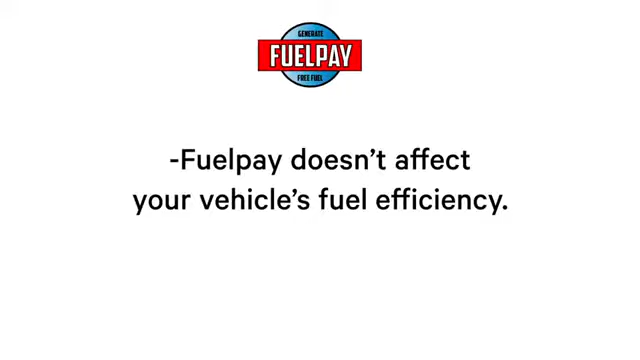 GENERATE
FUELPAY
FREE FUEL
-Fuelpay doesn't affect
your vehicle's fuel efficiency.